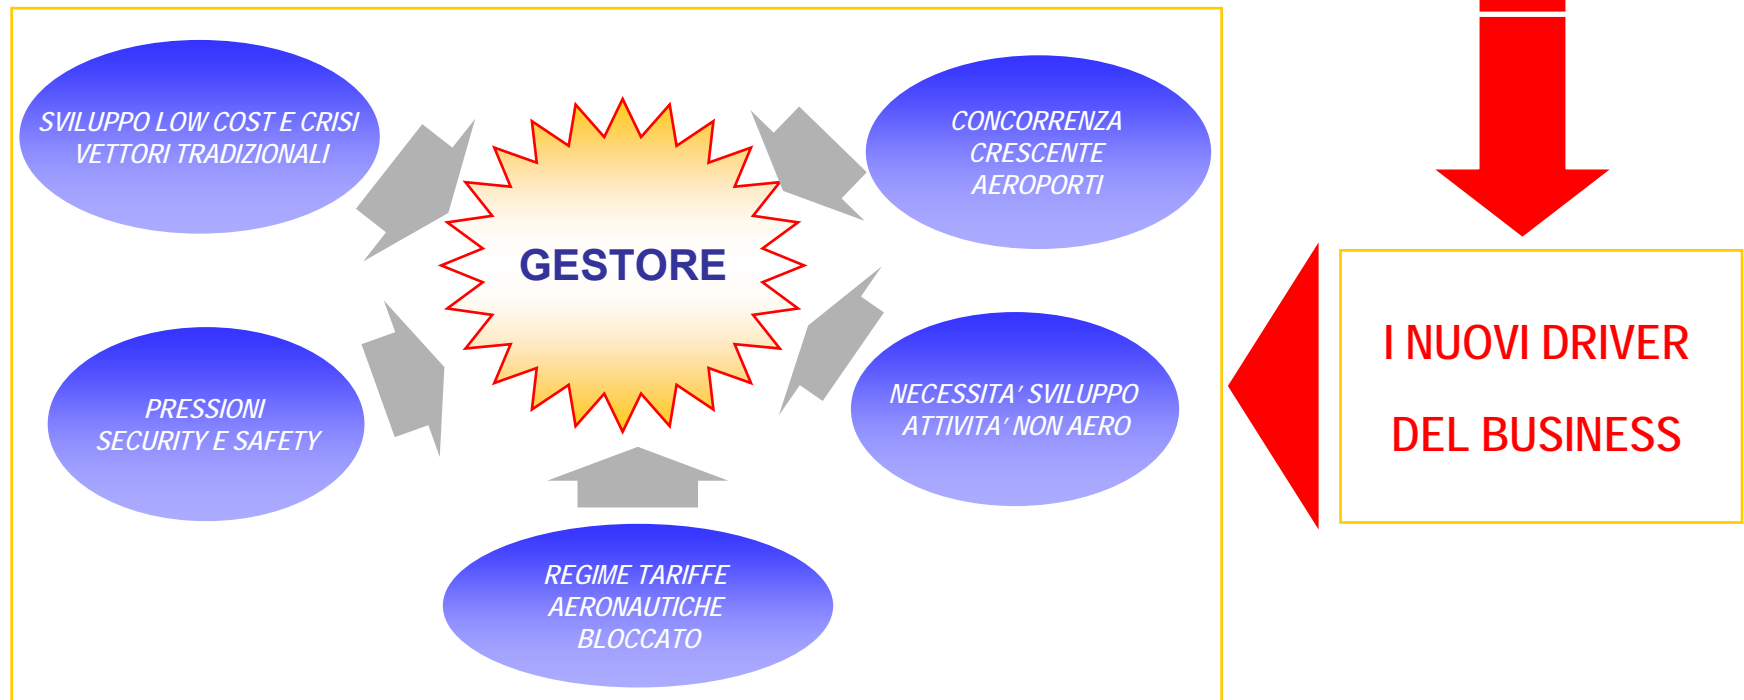 SVILUPPO LOW COST E CRISI
VETTORI TRADIZIONALI
CONCORRENZA
CRESCENTE
AEROPORTI
GESTORE
PRESSIONI
SECURITY E SAFETY
NECESSITA’ SVILUPPO
ATTIVITA’ NON AERO
REGIME TARIFFE
AERONAUTICHE
BLOCCATO
I NUOVI DRIVER
DEL BUSINESS